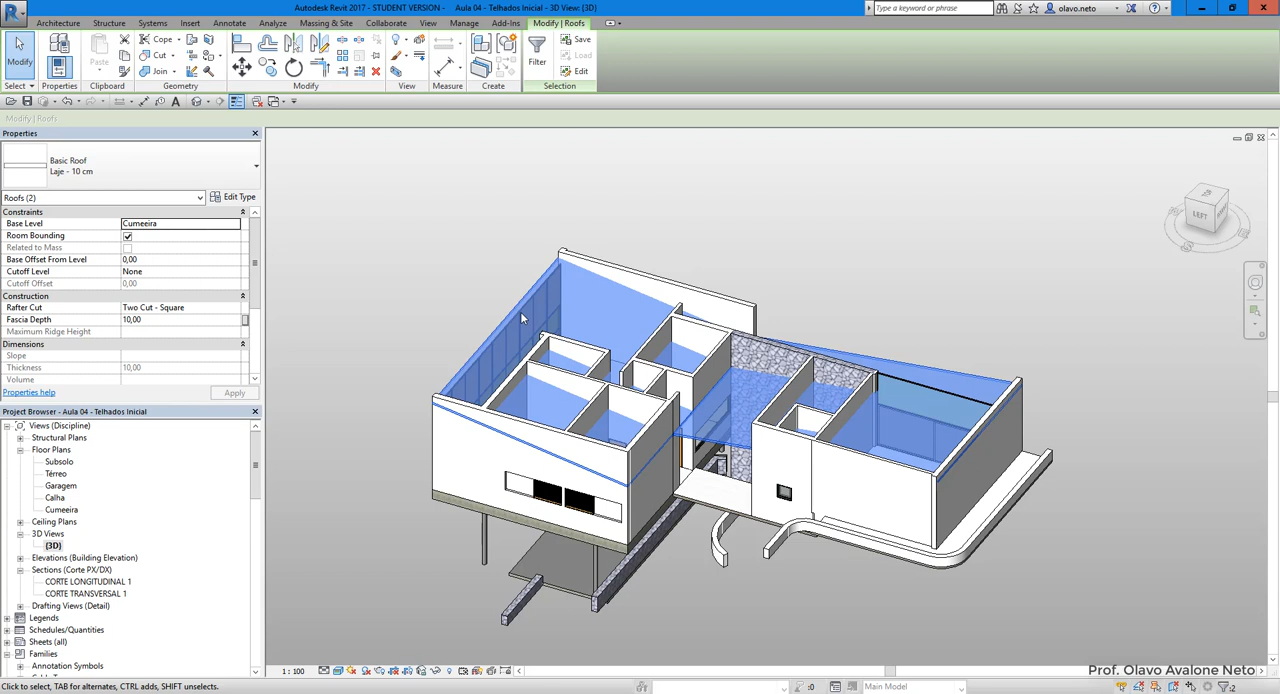 Autodesk Revit 2017 - STUDENT VERSION - Aula 04 - Telhados Inicial - 3D View: {3D}
Type a keyword or phrase
olavo.neto
Architecture Structure Systems Insert Annotate Analyze Massing & Site Collaborate View Manage Add-Ins Modify | Roofs
Modify
Paste
Cope
Cut
Join
Filter
Save
Load
Edit
Select Properties Clipboard Geometry Modify View Measure Create Selection
Modify | Roofs
Properties
Basic Roof
Laje - 10 cm
Roofs (2) Edit Type
Constraints
Base Level Cumeeira
Room Bounding
Related to Mass
Base Offset From Level 0,00
Cutoff Level None
Cutoff Offset 0,00
Construction
Rafter Cut Two Cut - Square
Fascia Depth 10,00
Maximum Ridge Height
Dimensions
Slope
Thickness 10,00
Volume
Properties help Apply
Project Browser - Aula 04 - Telhados Inicial
Views (Discipline)
Structural Plans
Floor Plans
Subsolo
Térreo
Garagem
Calha
Cumeeira
Ceiling Plans
3D Views
{3D}
Elevations (Building Elevation)
Sections (Corte PX/DX)
CORTE LONGITUDINAL 1
CORTE TRANSVERSAL 1
Drafting Views (Detail)
Legends
Schedules/Quantities
Sheets (all)
Families
Annotation Symbols
LEFT
1 : 100
Prof. Olavo Avalone Neto
Click to select, TAB for alternates, CTRL adds, SHIFT unselects.
:0
Main Model
:2